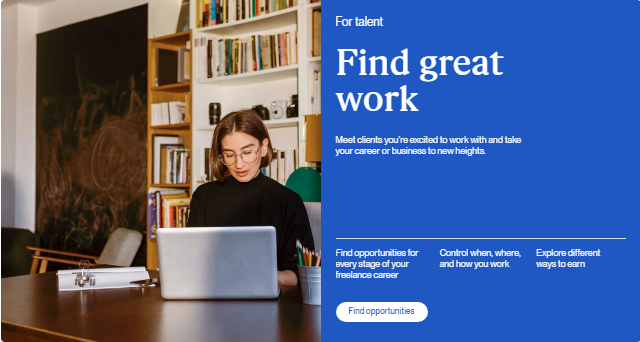 For talent
Find great
work
Meet clients you're excited to work with and take
your career or business to new heights.
Find opportunities for
every stage of your
freelance career
Control when, where,
and how you work
Explore different
ways to earn
Find opportunities